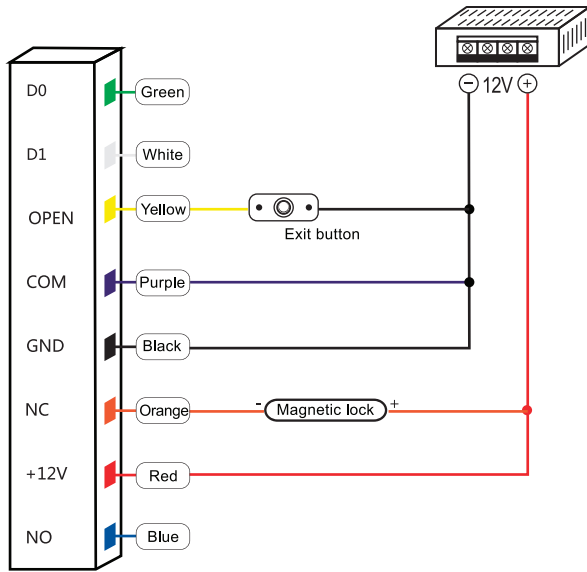 − 12V +
D0 Green
D1 White
OPEN Yellow
Exit button
COM Purple
GND Black
NC Orange - Magnetic lock +
+12V Red
NO Blue